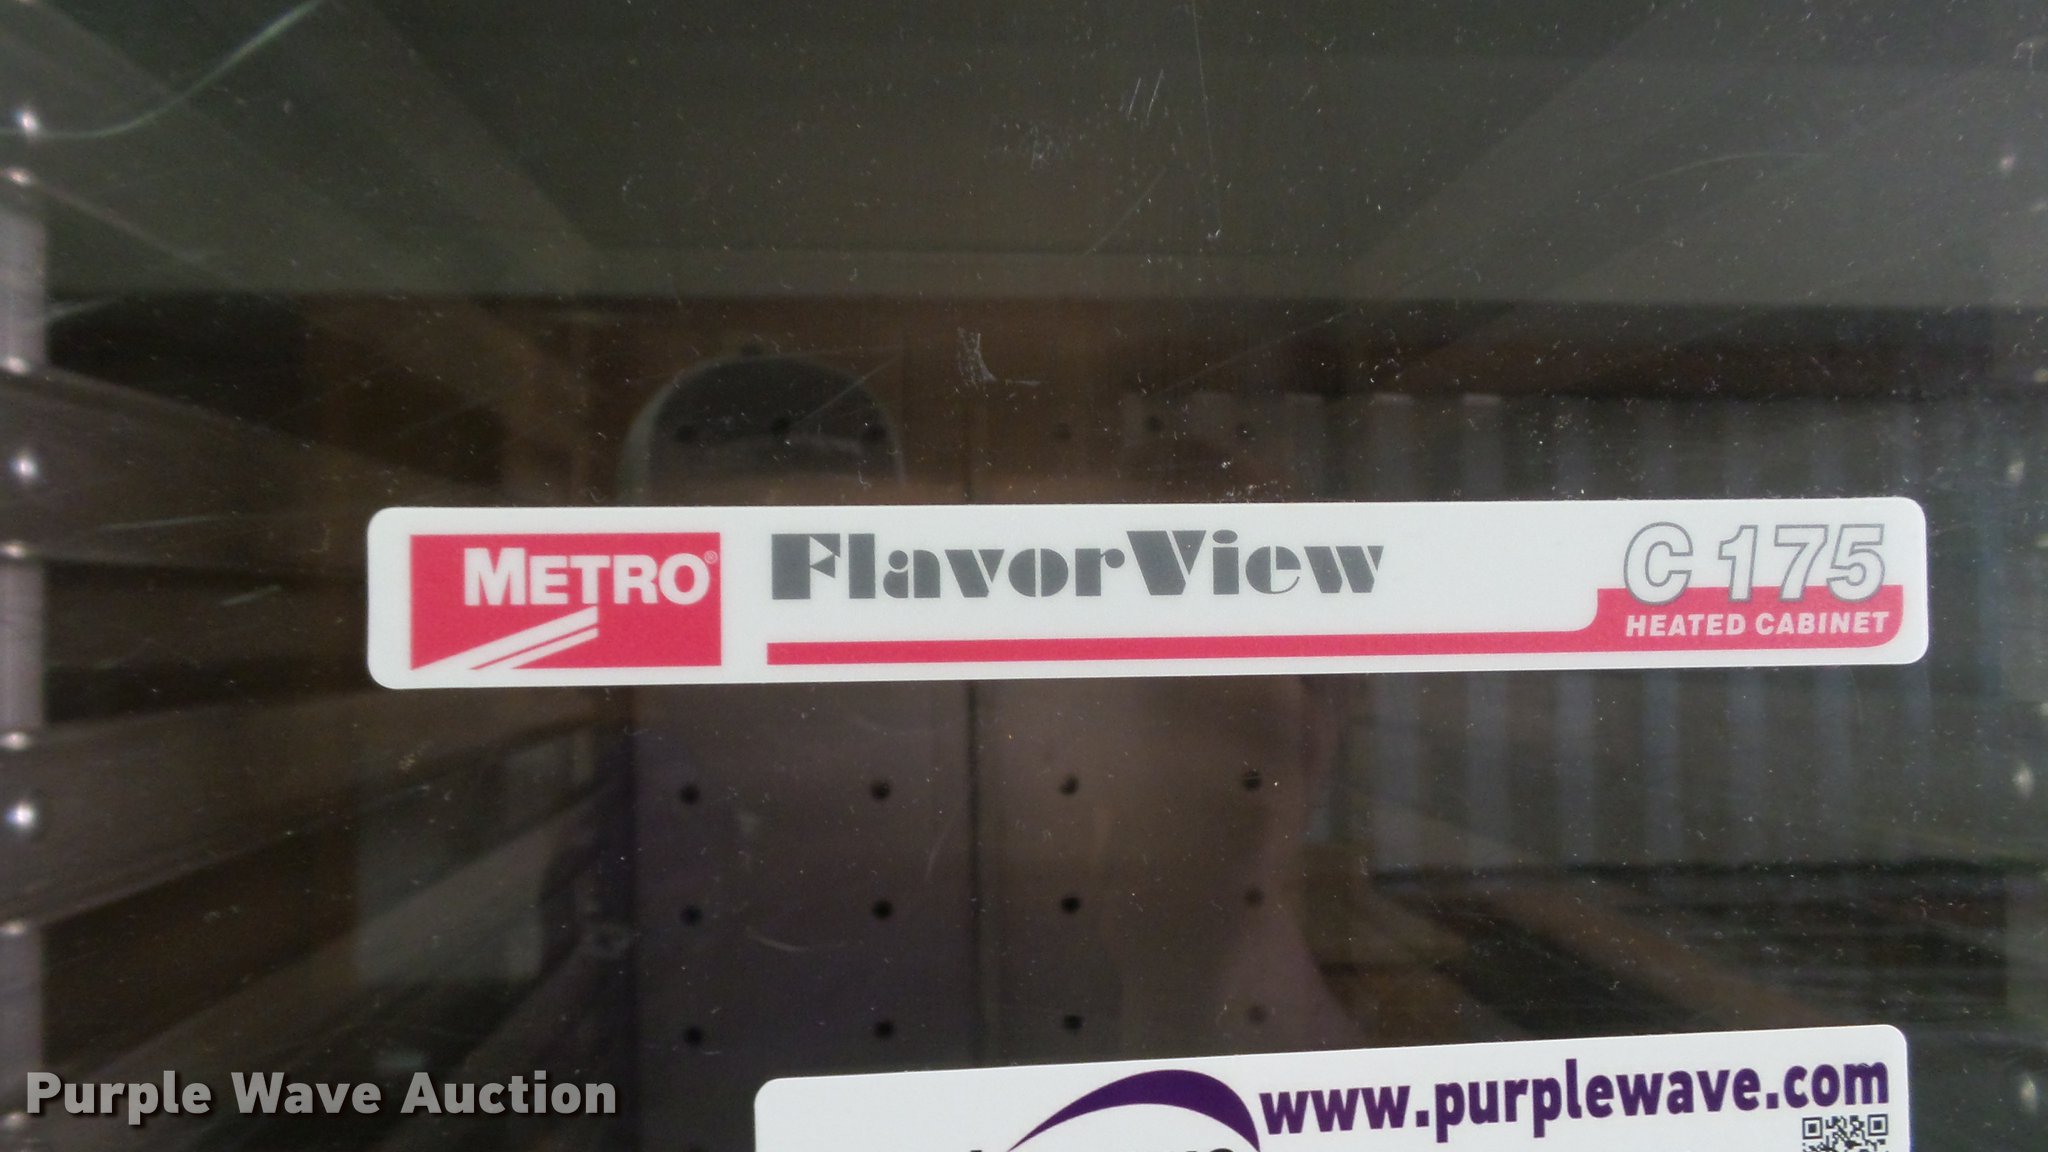 METRO®
FlavorView
C 175
HEATED CABINET
www.purplewave.com
Purple Wave Auction